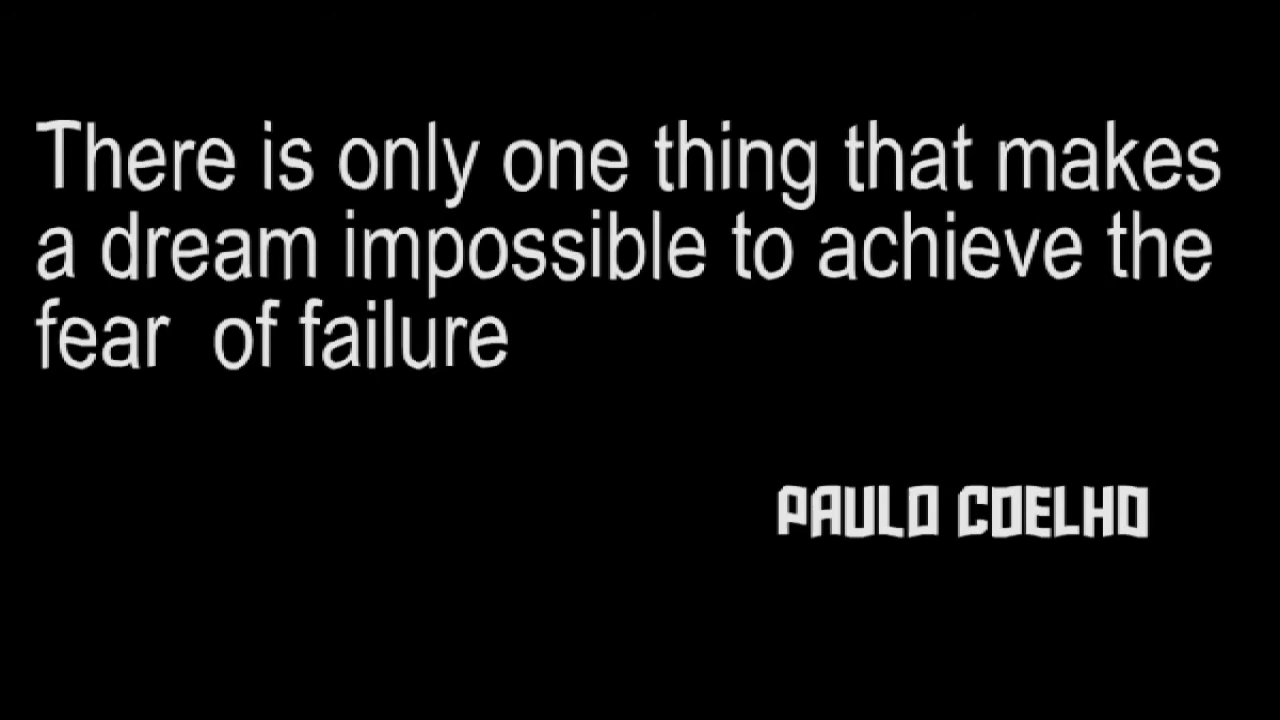 There is only one thing that makes
a dream impossible to achieve the
fear  of failure
PAULO COELHO